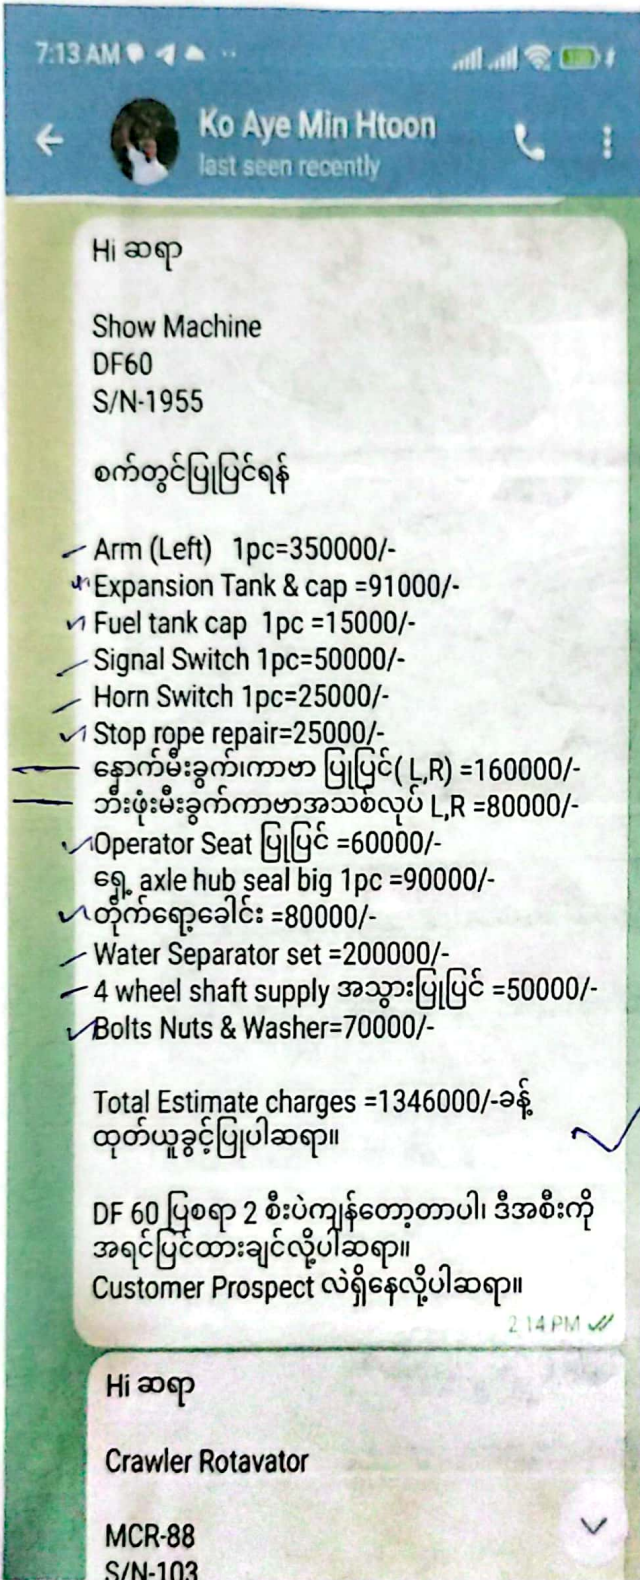 7:13 AM
Ko Aye Min Htoon
last seen recently
Hi ဆရာ
Show Machine
DF60
S/N-1955
စက်တွင်ပြုပြင်ရန်
Arm (Left) 1pc=350000/-
Expansion Tank & cap =91000/-
Fuel tank cap 1pc =15000/-
Signal Switch 1pc=50000/-
Horn Switch 1pc=25000/-
Stop rope repair=25000/-
နောက်မီးခွက်၊ကာဗာ ပြုပြင်( L,R) =160000/-
ဘီးဖုံးမီးခွက်ကာဗာအသစ်လုပ် L,R =80000/-
Operator Seat ပြုပြင် =60000/-
ရှေ့ axle hub seal big 1pc =90000/-
တိုက်ရော့ခေါင်း =80000/-
Water Separator set =200000/-
4 wheel shaft supply အသွားပြုပြင် =50000/-
Bolts Nuts & Washer=70000/-
Total Estimate charges =1346000/-ခန့်
ထုတ်ယူခွင့်ပြုပါဆရာ။
DF 60 ပြစရာ 2 စီးပဲကျန်တော့တာပါ၊ ဒီအစီးကို
အရင်ပြင်ထားချင်လို့ပါဆရာ။
Customer Prospect လဲရှိနေလို့ပါဆရာ။
2:14 PM
Hi ဆရာ
Crawler Rotavator
MCR-88
S/N-103